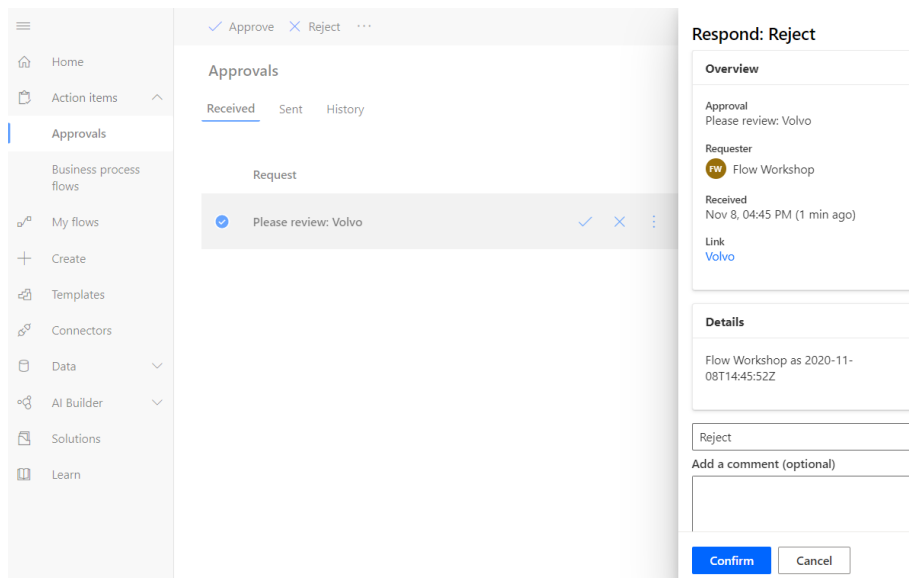 Home
Action items
Approvals
Business process
flows
My flows
Create
Templates
Connectors
Data
AI Builder
Solutions
Learn
Approve
Reject
Approvals
Received
Sent
History
Request
Please review: Volvo
Respond: Reject
Overview
Approval
Please review: Volvo
Requester
FW Flow Workshop
Received
Nov 8, 04:45 PM (1 min ago)
Link
Volvo
Details
Flow Workshop as 2020-11-
08T14:45:52Z
Reject
Add a comment (optional)
Confirm
Cancel